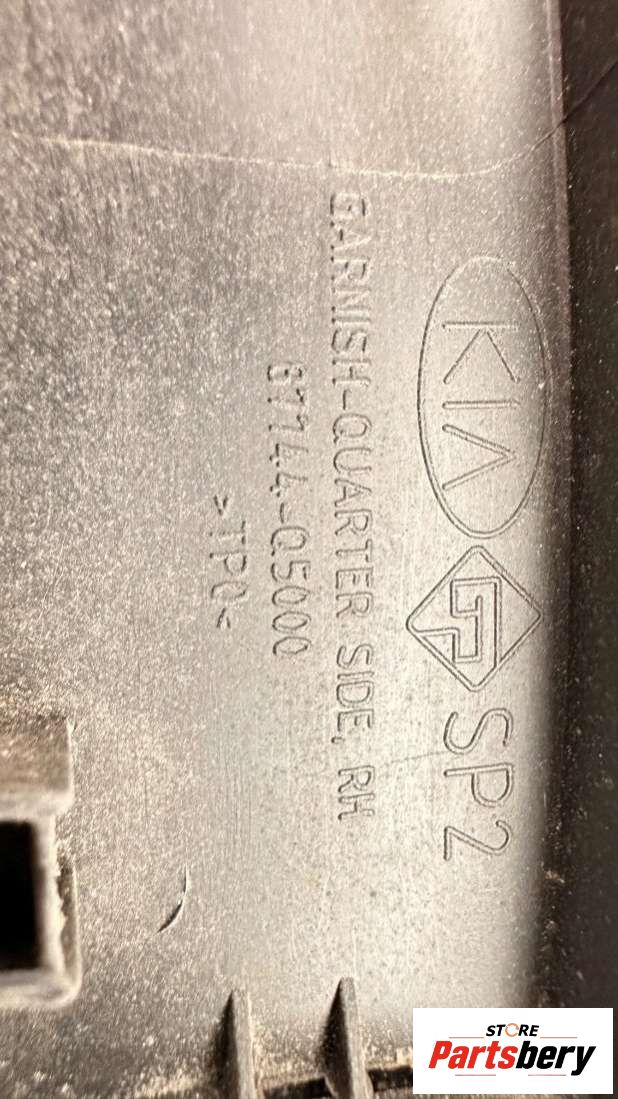 KIA SP2
GARNISH-QUARTER SIDE, RH
87744-Q5000
>TPO<
STORE
Partsbery